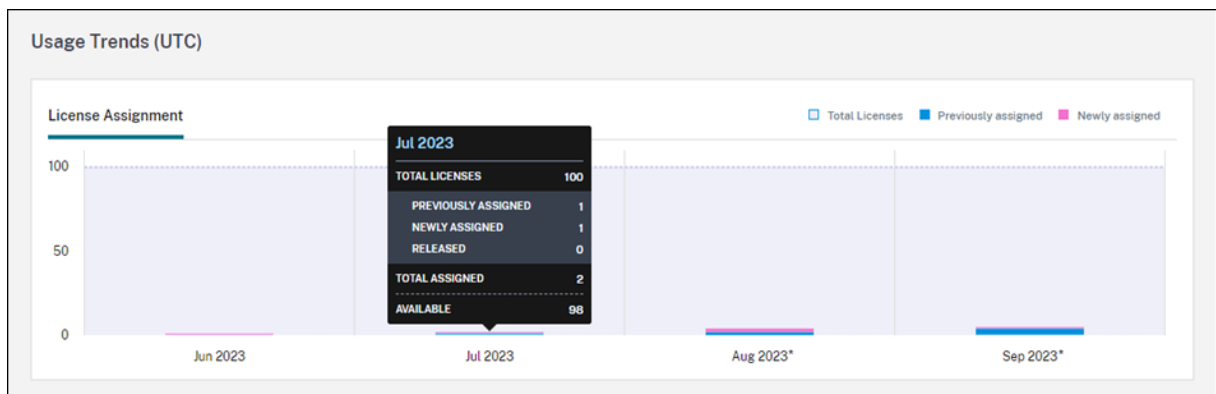 Usage Trends (UTC)
License Assignment
Total Licenses Previously assigned Newly assigned
Jul 2023
TOTAL LICENSES 100
PREVIOUSLY ASSIGNED 1
NEWLY ASSIGNED 1
RELEASED 0
TOTAL ASSIGNED 2
AVAILABLE 98
100
50
0
Jun 2023 Jul 2023 Aug 2023* Sep 2023*